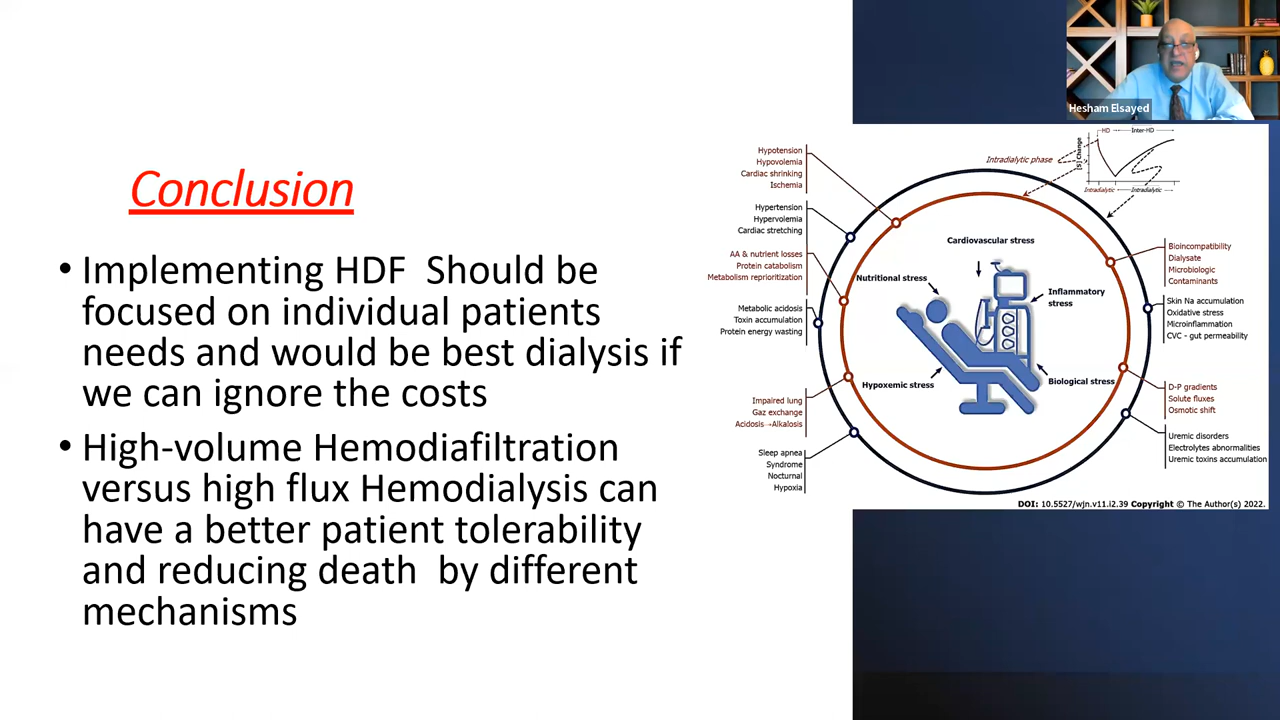 Conclusion
• Implementing HDF Should be
focused on individual patients
needs and would be best dialysis if
we can ignore the costs
• High-volume Hemodiafiltration
versus high flux Hemodialysis can
have a better patient tolerability
and reducing death by different
mechanisms
Hesham Elsayed
HD
Inter-HD
[S] Change
Intradialytic phase
Intradialytic
Intradialytic
Hypotension
Hypovolemia
Cardiac shrinking
Ischemia
Hypertension
Hypervolemia
Cardiac stretching
AA & nutrient losses
Protein catabolism
Metabolism reprioritization
Metabolic acidosis
Toxin accumulation
Protein energy wasting
Impaired lung
Gaz exchange
Acidosis→Alkalosis
Sleep apnea
Syndrome
Nocturnal
Hypoxia
Cardiovascular stress
Nutritional stress
Inflammatory
stress
Hypoxemic stress
Biological stress
Bioincompatibility
Dialysate
Microbiologic
Contaminants
Skin Na accumulation
Oxidative stress
Microinflammation
CVC - gut permeability
D-P gradients
Solute fluxes
Osmotic shift
Uremic disorders
Electrolytes abnormalities
Uremic toxins accumulation
DOI: 10.5527/wjn.v11.i2.39 Copyright © The Author(s) 2022.